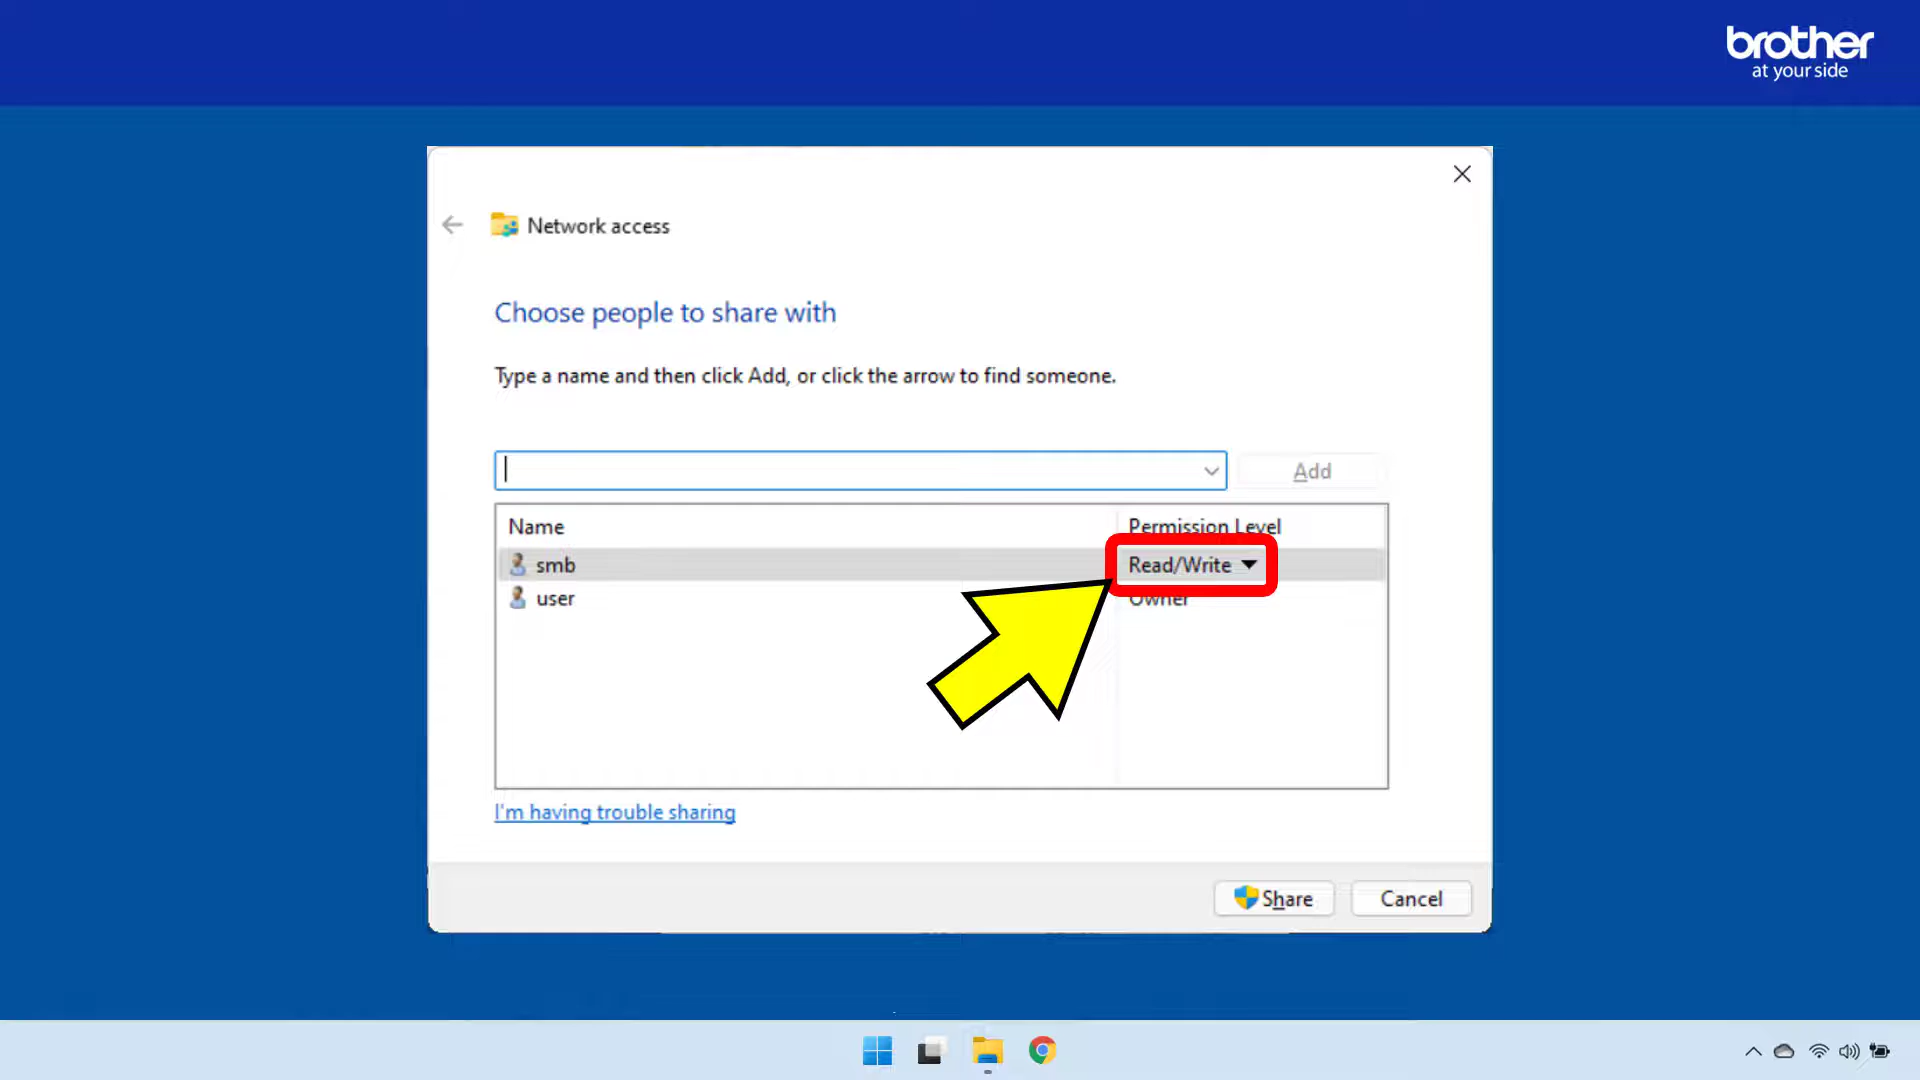 brother
at your side
Network access
Choose people to share with
Type a name and then click Add, or click the arrow to find someone.
Add
Name Permission Level
smb Read/Write
user Owner
I'm having trouble sharing
Share Cancel